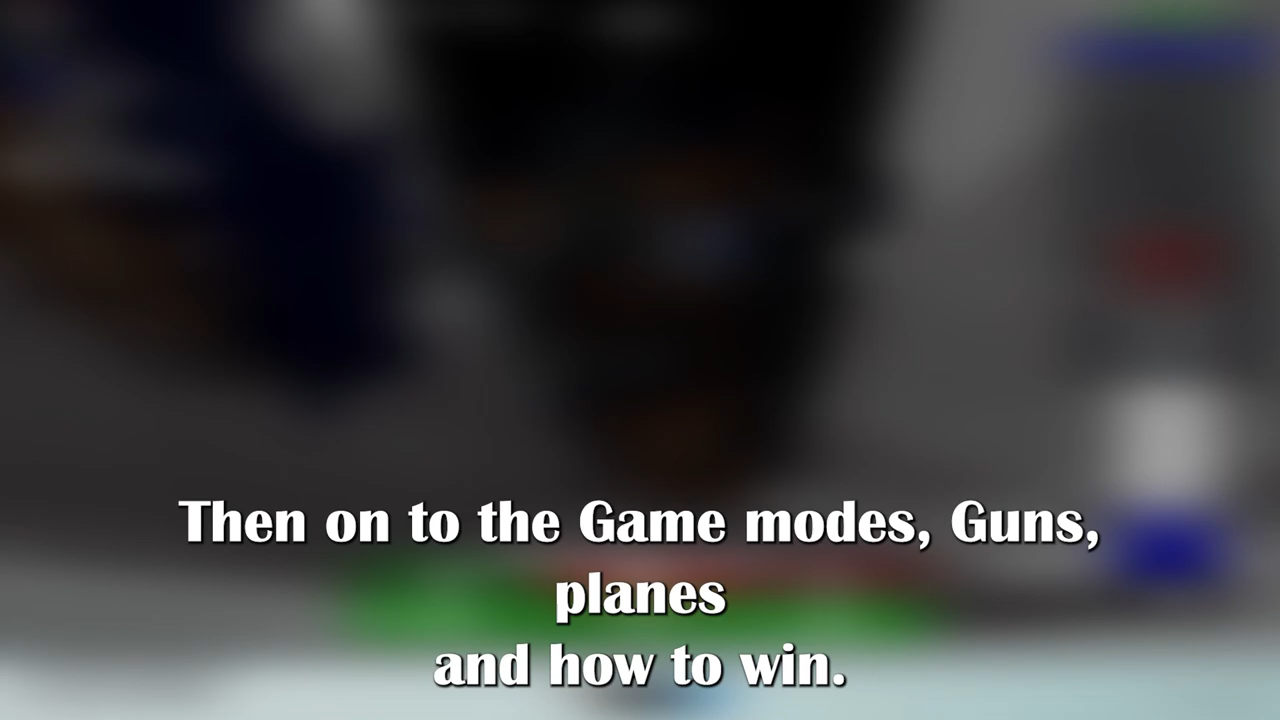 Then on to the Game modes, Guns,
planes
and how to win.